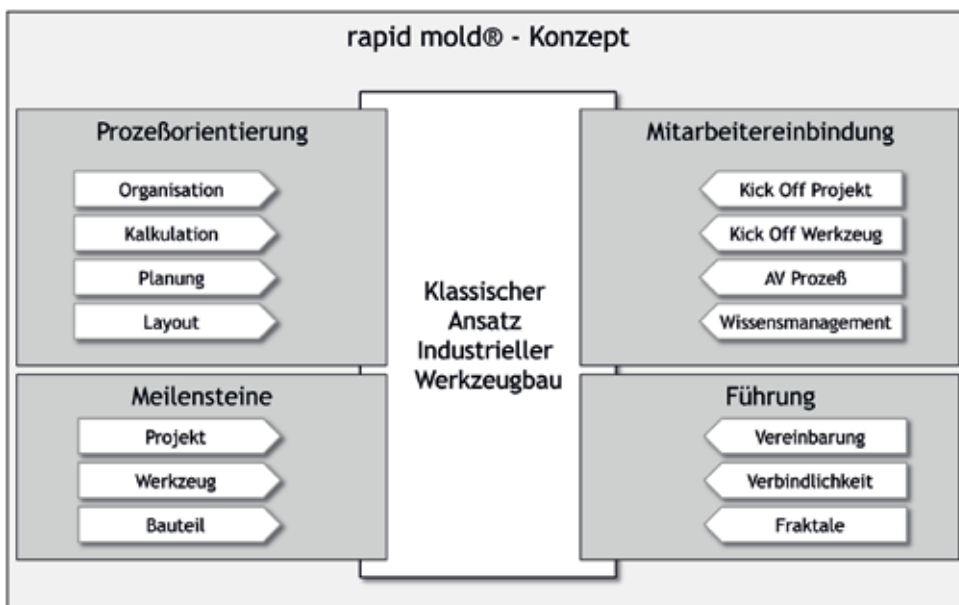 rapid mold® - Konzept
Prozeßorientierung
Organisation
Kalkulation
Planung
Layout
Meilensteine
Projekt
Werkzeug
Bauteil
Klassischer
Ansatz
Industrieller
Werkzeugbau
Mitarbeitereinbindung
Kick Off Projekt
Kick Off Werkzeug
AV Prozeß
Wissensmanagement
Führung
Vereinbarung
Verbindlichkeit
Fraktale